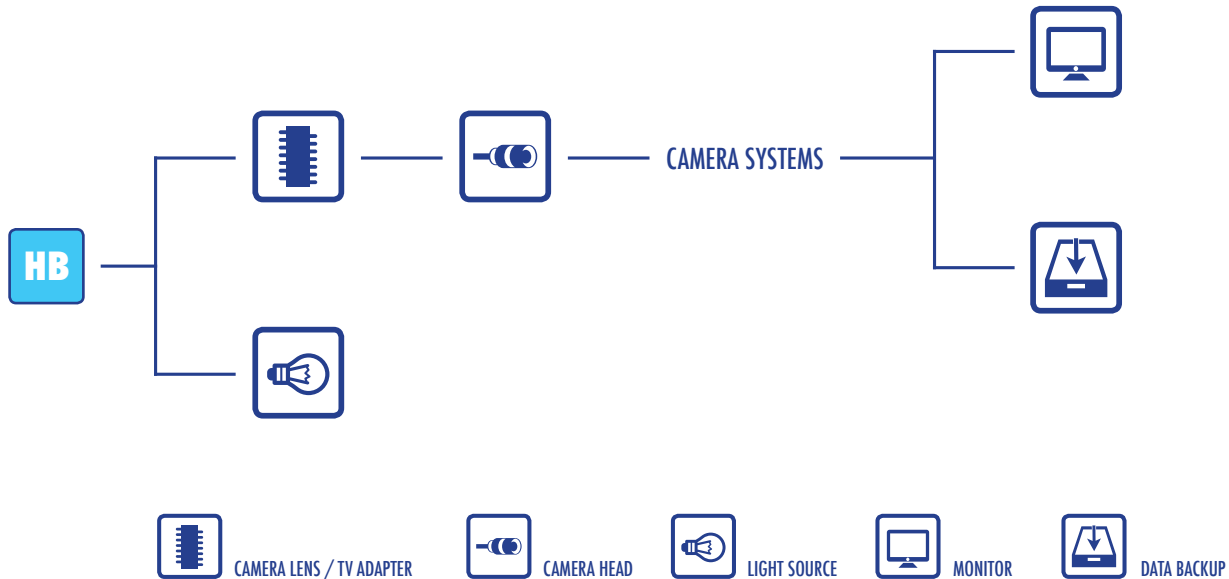 CAMERA SYSTEMS
HB
CAMERA LENS / TV ADAPTER
CAMERA HEAD
LIGHT SOURCE
MONITOR
DATA BACKUP